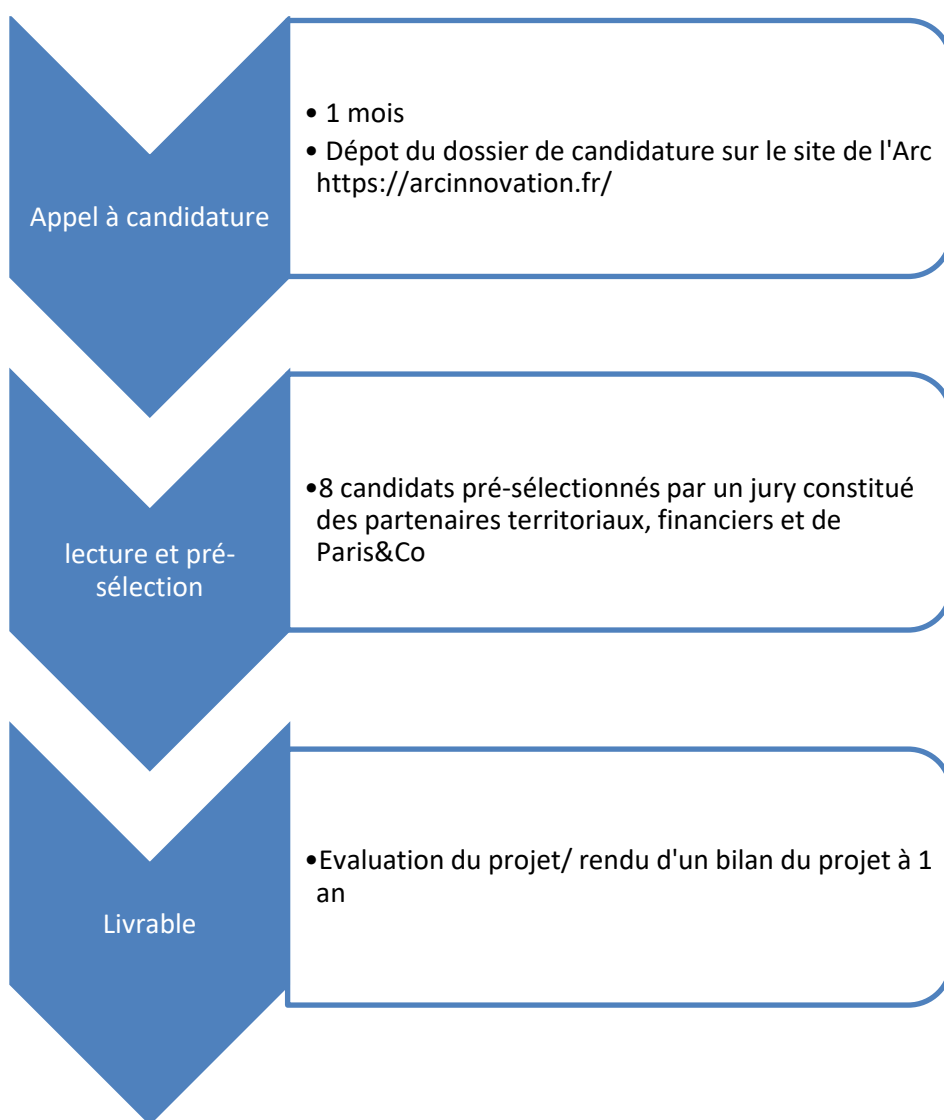 Appel à candidature
• 1 mois
• Dépot du dossier de candidature sur le site de l'Arc
https://arcinnovation.fr/
lecture et pré-
sélection
•8 candidats pré-sélectionnés par un jury constitué
des partenaires territoriaux, financiers et de
Paris&Co
Livrable
•Evaluation du projet/ rendu d'un bilan du projet à 1
an